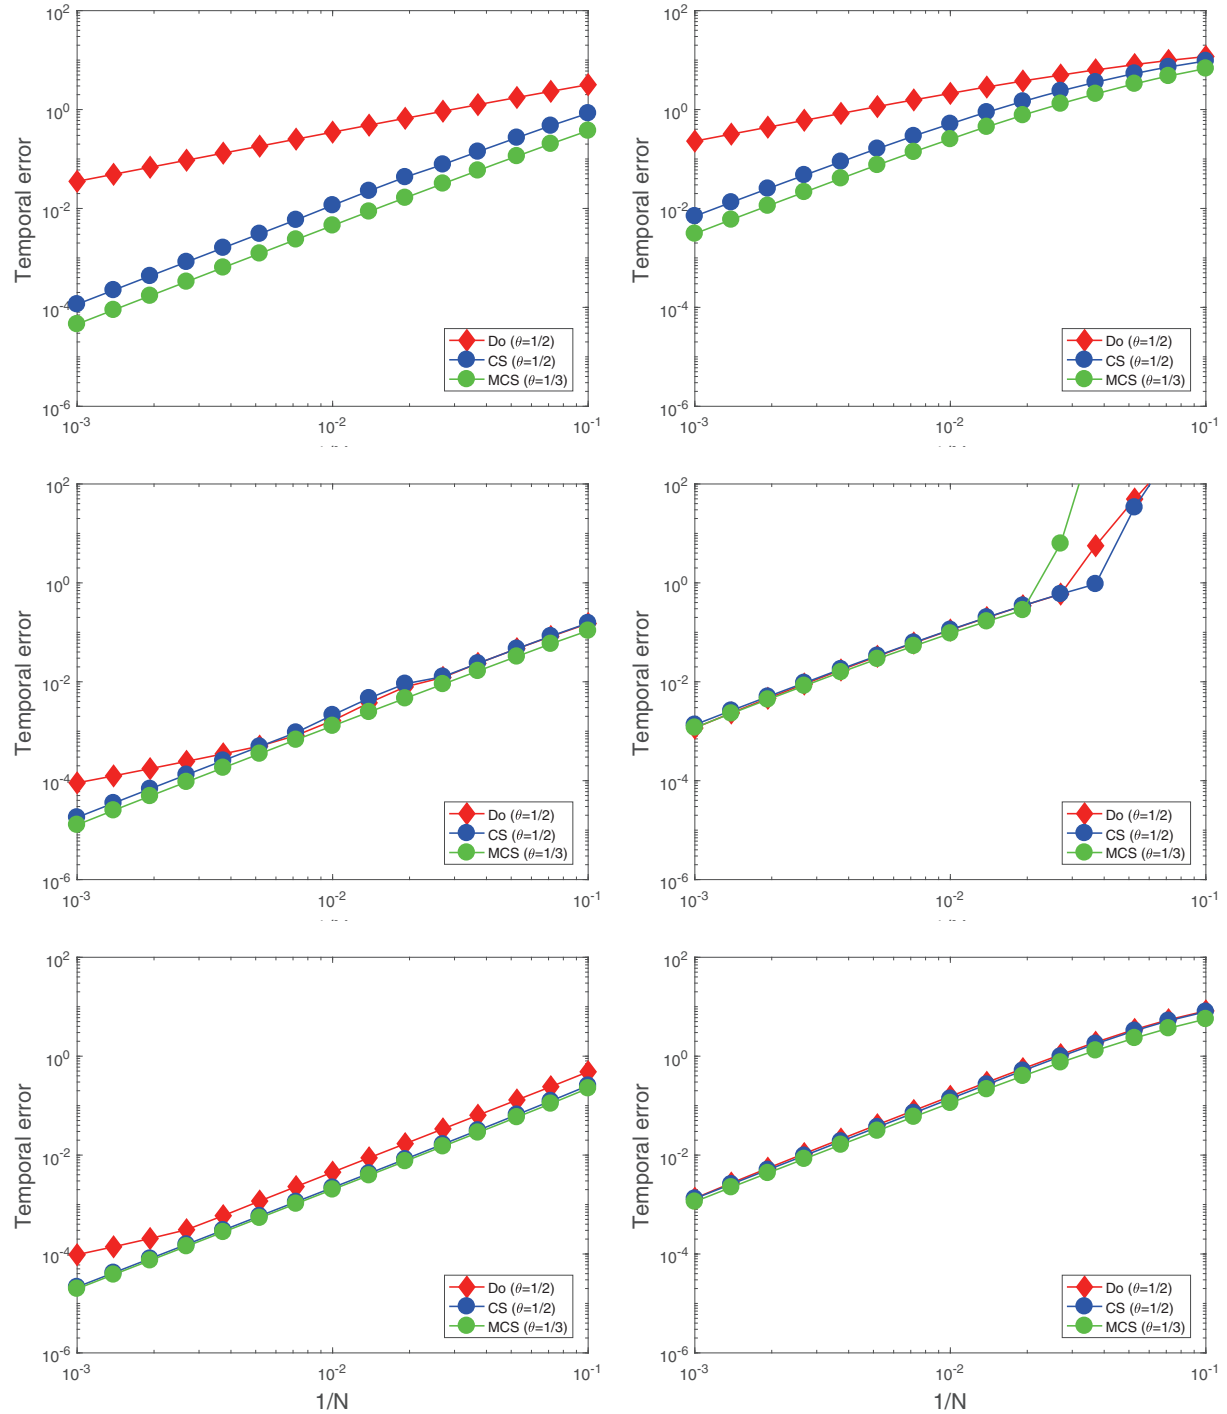 10^2
10^0
10^-2
10^-4
10^-6
Temporal error
10^-3
10^-2
10^-1
Do (θ=1/2)
CS (θ=1/2)
MCS (θ=1/3)
10^2
10^0
10^-2
10^-4
10^-6
Temporal error
10^-3
10^-2
10^-1
Do (θ=1/2)
CS (θ=1/2)
MCS (θ=1/3)
10^2
10^0
10^-2
10^-4
10^-6
Temporal error
10^-3
10^-2
10^-1
Do (θ=1/2)
CS (θ=1/2)
MCS (θ=1/3)
10^2
10^0
10^-2
10^-4
10^-6
Temporal error
10^-3
10^-2
10^-1
Do (θ=1/2)
CS (θ=1/2)
MCS (θ=1/3)
10^2
10^0
10^-2
10^-4
10^-6
Temporal error
10^-3
10^-2
10^-1
1/N
Do (θ=1/2)
CS (θ=1/2)
MCS (θ=1/3)
10^2
10^0
10^-2
10^-4
10^-6
Temporal error
10^-3
10^-2
10^-1
1/N
Do (θ=1/2)
CS (θ=1/2)
MCS (θ=1/3)